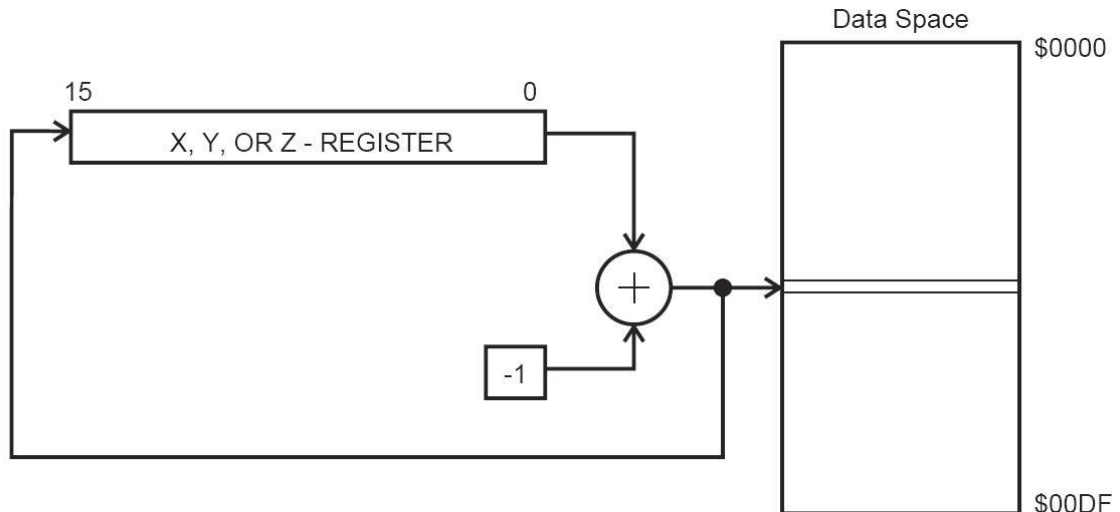 Data Space
$0000
15 0
X, Y, OR Z - REGISTER
+
-1
$00DF